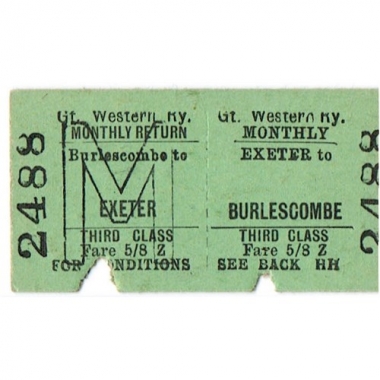 2488
Gt. Western Ry.
MONTHLY RETURN
Burlescombe to
EXETER
THIRD CLASS
Fare 5/8 Z
FOR CONDITIONS
M
Gt. Western Ry.
MONTHLY
EXETER to
BURLESCOMBE
THIRD CLASS
Fare 5/8 Z
SEE BACK HH
2488